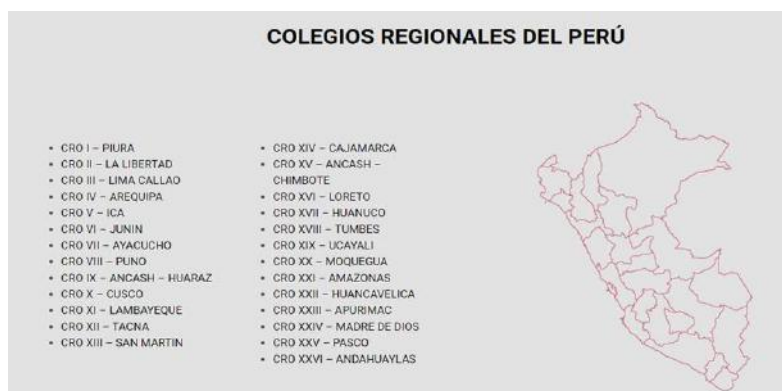 COLEGIOS REGIONALES DEL PERÚ
CRO I – PIURA
CRO II – LA LIBERTAD
CRO III – LIMA CALLAO
CRO IV – AREQUIPA
CRO V – ICA
CRO VI – JUNIN
CRO VII – AYACUCHO
CRO VIII – PUNO
CRO IX – ANCASH – HUARAZ
CRO X – CUSCO
CRO XI – LAMBAYEQUE
CRO XII – TACNA
CRO XIII – SAN MARTIN
CRO XIV – CAJAMARCA
CRO XV – ANCASH –
CHIMBOTE
CRO XVI – LORETO
CRO XVII – HUANUCO
CRO XVIII – TUMBES
CRO XIX – UCAYALI
CRO XX – MOQUEGUA
CRO XXI – AMAZONAS
CRO XXII – HUANCAVELICA
CRO XXIII – APURIMAC
CRO XXIV – MADRE DE DIOS
CRO XXV – PASCO
CRO XXVI – ANDAHUAYLAS